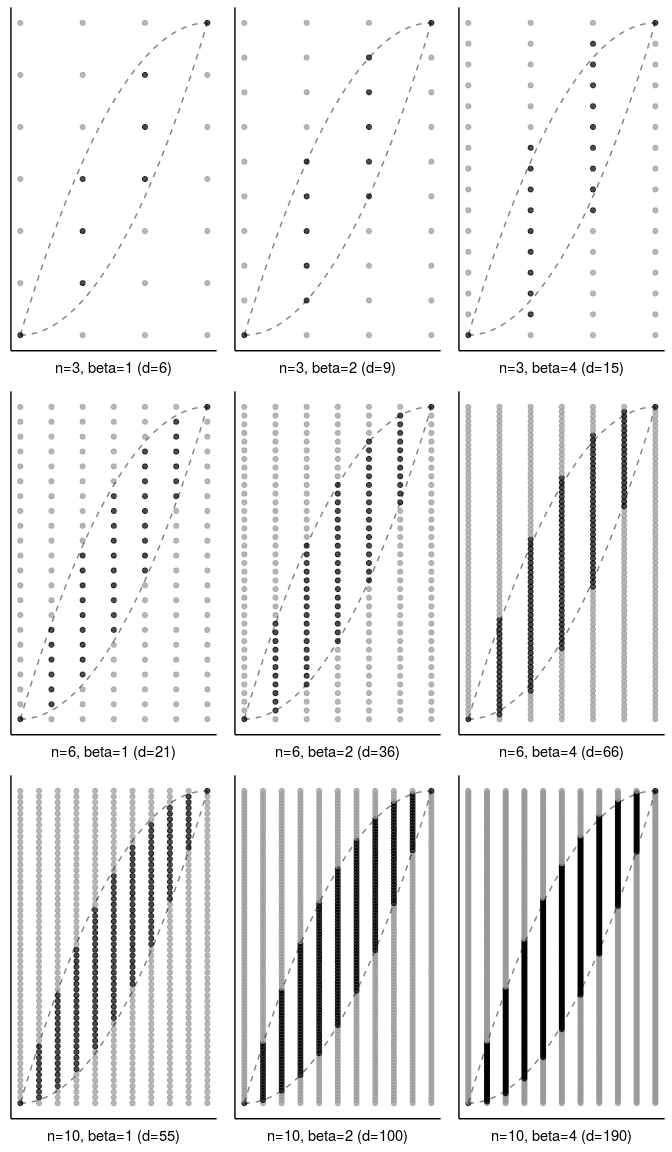 n=3, beta=1 (d=6)
n=3, beta=2 (d=9)
n=3, beta=4 (d=15)
n=6, beta=1 (d=21)
n=6, beta=2 (d=36)
n=6, beta=4 (d=66)
n=10, beta=1 (d=55)
n=10, beta=2 (d=100)
n=10, beta=4 (d=190)